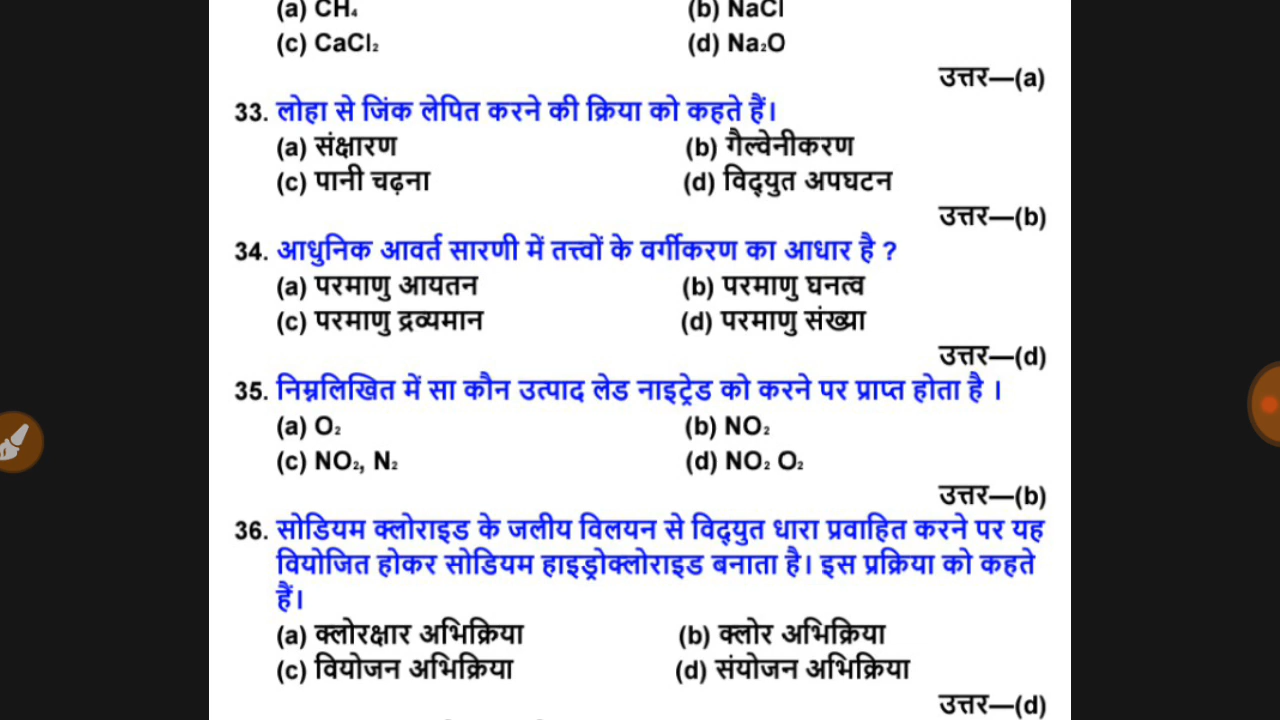 (a) CH₄ (b) NaCl
(c) CaCl₂ (d) Na₂O
उत्तर—(a)
33. लोहा से जिंक लेपित करने की क्रिया को कहते हैं।
(a) संक्षारण (b) गैल्वेनीकरण
(c) पानी चढ़ना (d) विद्युत अपघटन
उत्तर—(b)
34. आधुनिक आवर्त सारणी में तत्त्वों के वर्गीकरण का आधार है ?
(a) परमाणु आयतन (b) परमाणु घनत्व
(c) परमाणु द्रव्यमान (d) परमाणु संख्या
उत्तर—(d)
35. निम्नलिखित में सा कौन उत्पाद लेड नाइट्रेड को करने पर प्राप्त होता है ।
(a) O₂ (b) NO₂
(c) NO₂, N₂ (d) NO₂ O₂
उत्तर—(b)
36. सोडियम क्लोराइड के जलीय विलयन से विद्युत धारा प्रवाहित करने पर यह
वियोजित होकर सोडियम हाइड्रोक्लोराइड बनाता है। इस प्रक्रिया को कहते
हैं।
(a) क्लोरक्षार अभिक्रिया (b) क्लोर अभिक्रिया
(c) वियोजन अभिक्रिया (d) संयोजन अभिक्रिया
उत्तर—(d)